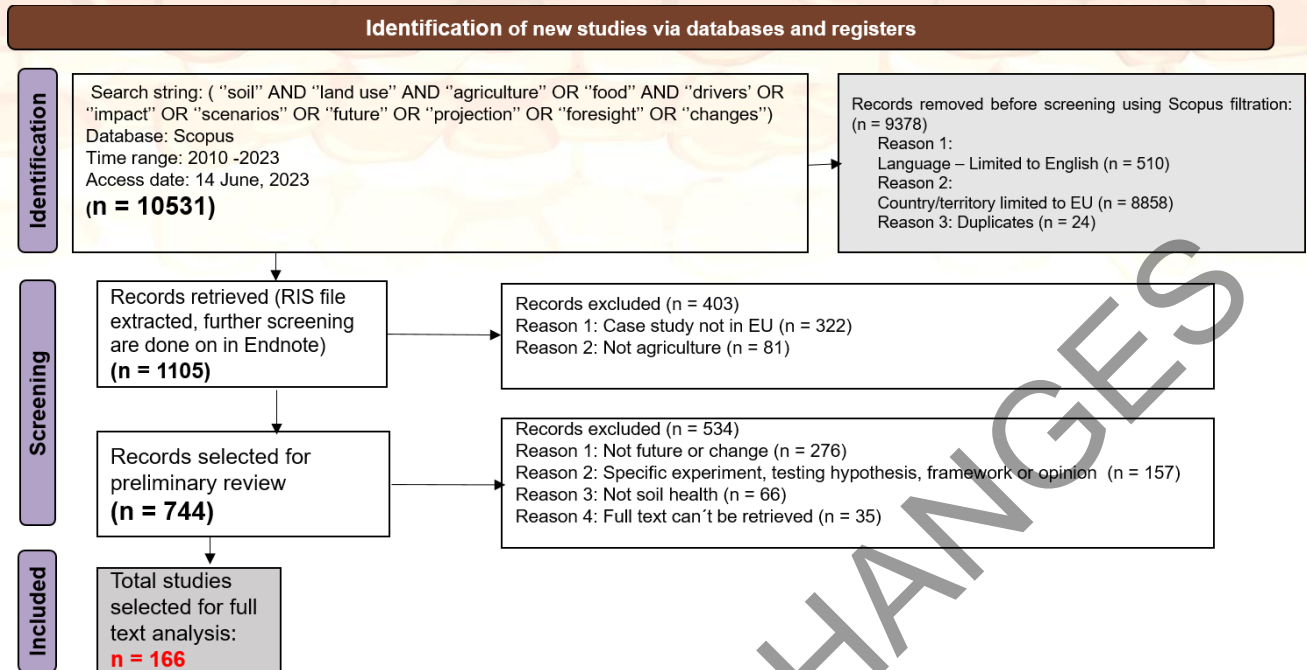 Identification of new studies via databases and registers
Identification
Search string: ( ‘’soil’’ AND ‘’land use’’ AND ‘’agriculture’’ OR ‘’food’’ AND ‘’drivers’ OR
‘’impact’’ OR ‘’scenarios’’ OR ‘’future’’ OR ‘’projection’’ OR ‘’foresight’’ OR ‘’changes’’)
Database: Scopus
Time range: 2010 -2023
Access date: 14 June, 2023
(n = 10531)
Records removed before screening using Scopus filtration:
(n = 9378)
Reason 1:
Language – Limited to English (n = 510)
Reason 2:
Country/territory limited to EU (n = 8858)
Reason 3: Duplicates (n = 24)
Screening
Records retrieved (RIS file
extracted, further screening
are done on in Endnote)
(n = 1105)
Records excluded (n = 403)
Reason 1: Case study not in EU (n = 322)
Reason 2: Not agriculture (n = 81)
Records selected for
preliminary review
(n = 744)
Records excluded (n = 534)
Reason 1: Not future or change (n = 276)
Reason 2: Specific experiment, testing hypothesis, framework or opinion (n = 157)
Reason 3: Not soil health (n = 66)
Reason 4: Full text can´t be retrieved (n = 35)
Included
Total studies
selected for full
text analysis:
n = 166
HANGES